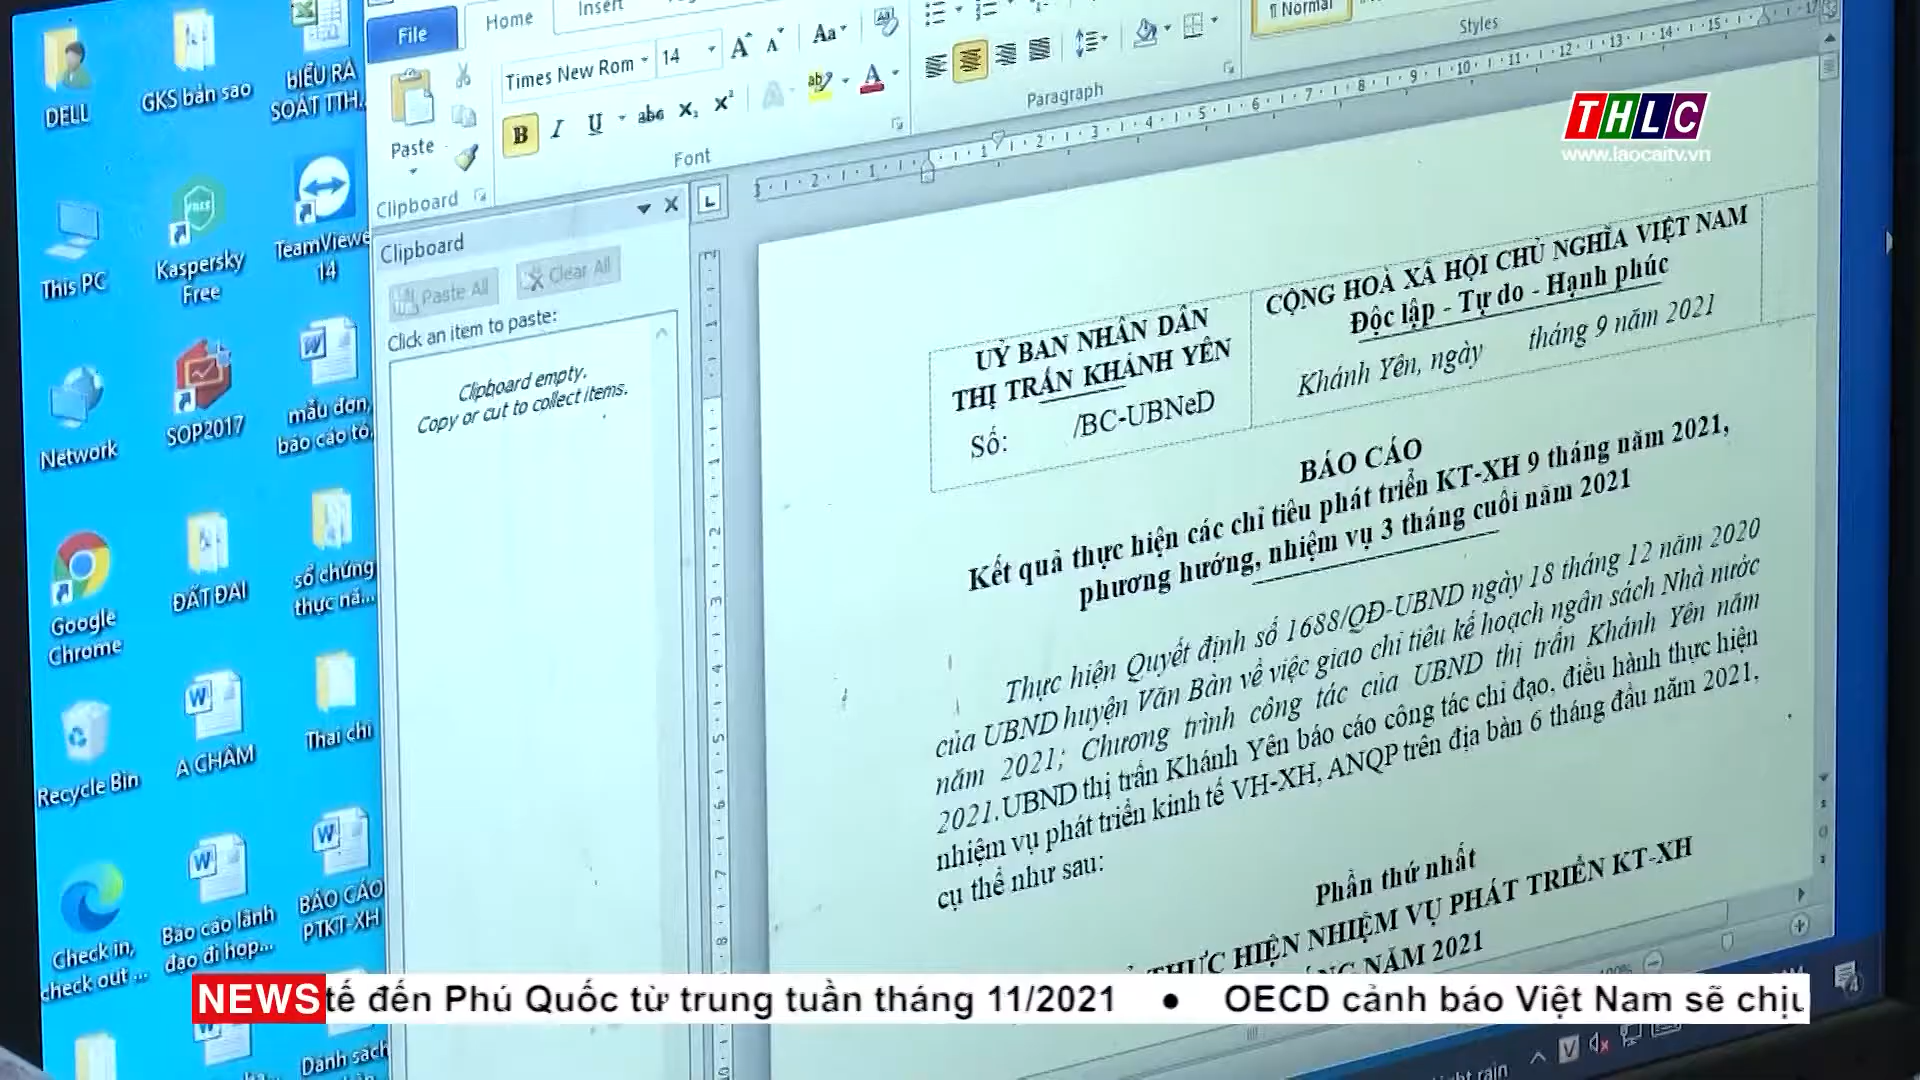 File
Home
Insert
Times New Rom
14
¶ Normal
Paste
Clipboard
Font
Paragraph
Styles
THLC
www.laocaitv.vn
DELL
GKS bản sao
bIỂU RÀ
SOÁT TTH...
This PC
Kaspersky
Free
TeamViewe
14
Network
SOP2017
mẫu đơn,
báo cáo tó...
Google
Chrome
ĐẤT ĐAI
sổ chứng
thực nă...
Recycle Bin
A CHÂM
Thai chi
Check in,
check out ...
Báo cáo lãnh
đạo đi họp...
BÁO CÁO
PTKT-XH
Danh sách
Clipboard
Paste All
Clear All
Click an item to paste:
Clipboard empty.
Copy or cut to collect items.
UỶ BAN NHÂN DÂN
THỊ TRẤN KHÁNH YÊN
Số: /BC-UBNeD
CỘNG HOÀ XÃ HỘI CHỦ NGHĨA VIỆT NAM
Độc lập - Tự do - Hạnh phúc
Khánh Yên, ngày tháng 9 năm 2021
BÁO CÁO
Kết quả thực hiện các chỉ tiêu phát triển KT-XH 9 tháng năm 2021,
phương hướng, nhiệm vụ 3 tháng cuối năm 2021
Thực hiện Quyết định số 1688/QĐ-UBND ngày 18 tháng 12 năm 2020
của UBND huyện Văn Bàn về việc giao chỉ tiêu kế hoạch ngân sách Nhà nước
năm 2021; Chương trình công tác của UBND thị trấn Khánh Yên năm
2021.UBND thị trấn Khánh Yên báo cáo công tác chỉ đạo, điều hành thực hiện
nhiệm vụ phát triển kinh tế VH-XH, ANQP trên địa bàn 6 tháng đầu năm 2021,
cụ thể như sau:
Phần thứ nhất
THỰC HIỆN NHIỆM VỤ PHÁT TRIỂN KT-XH
NĂM 2021
NEWS tế đến Phú Quốc từ trung tuần tháng 11/2021 ● OECD cảnh báo Việt Nam sẽ chịu
rain